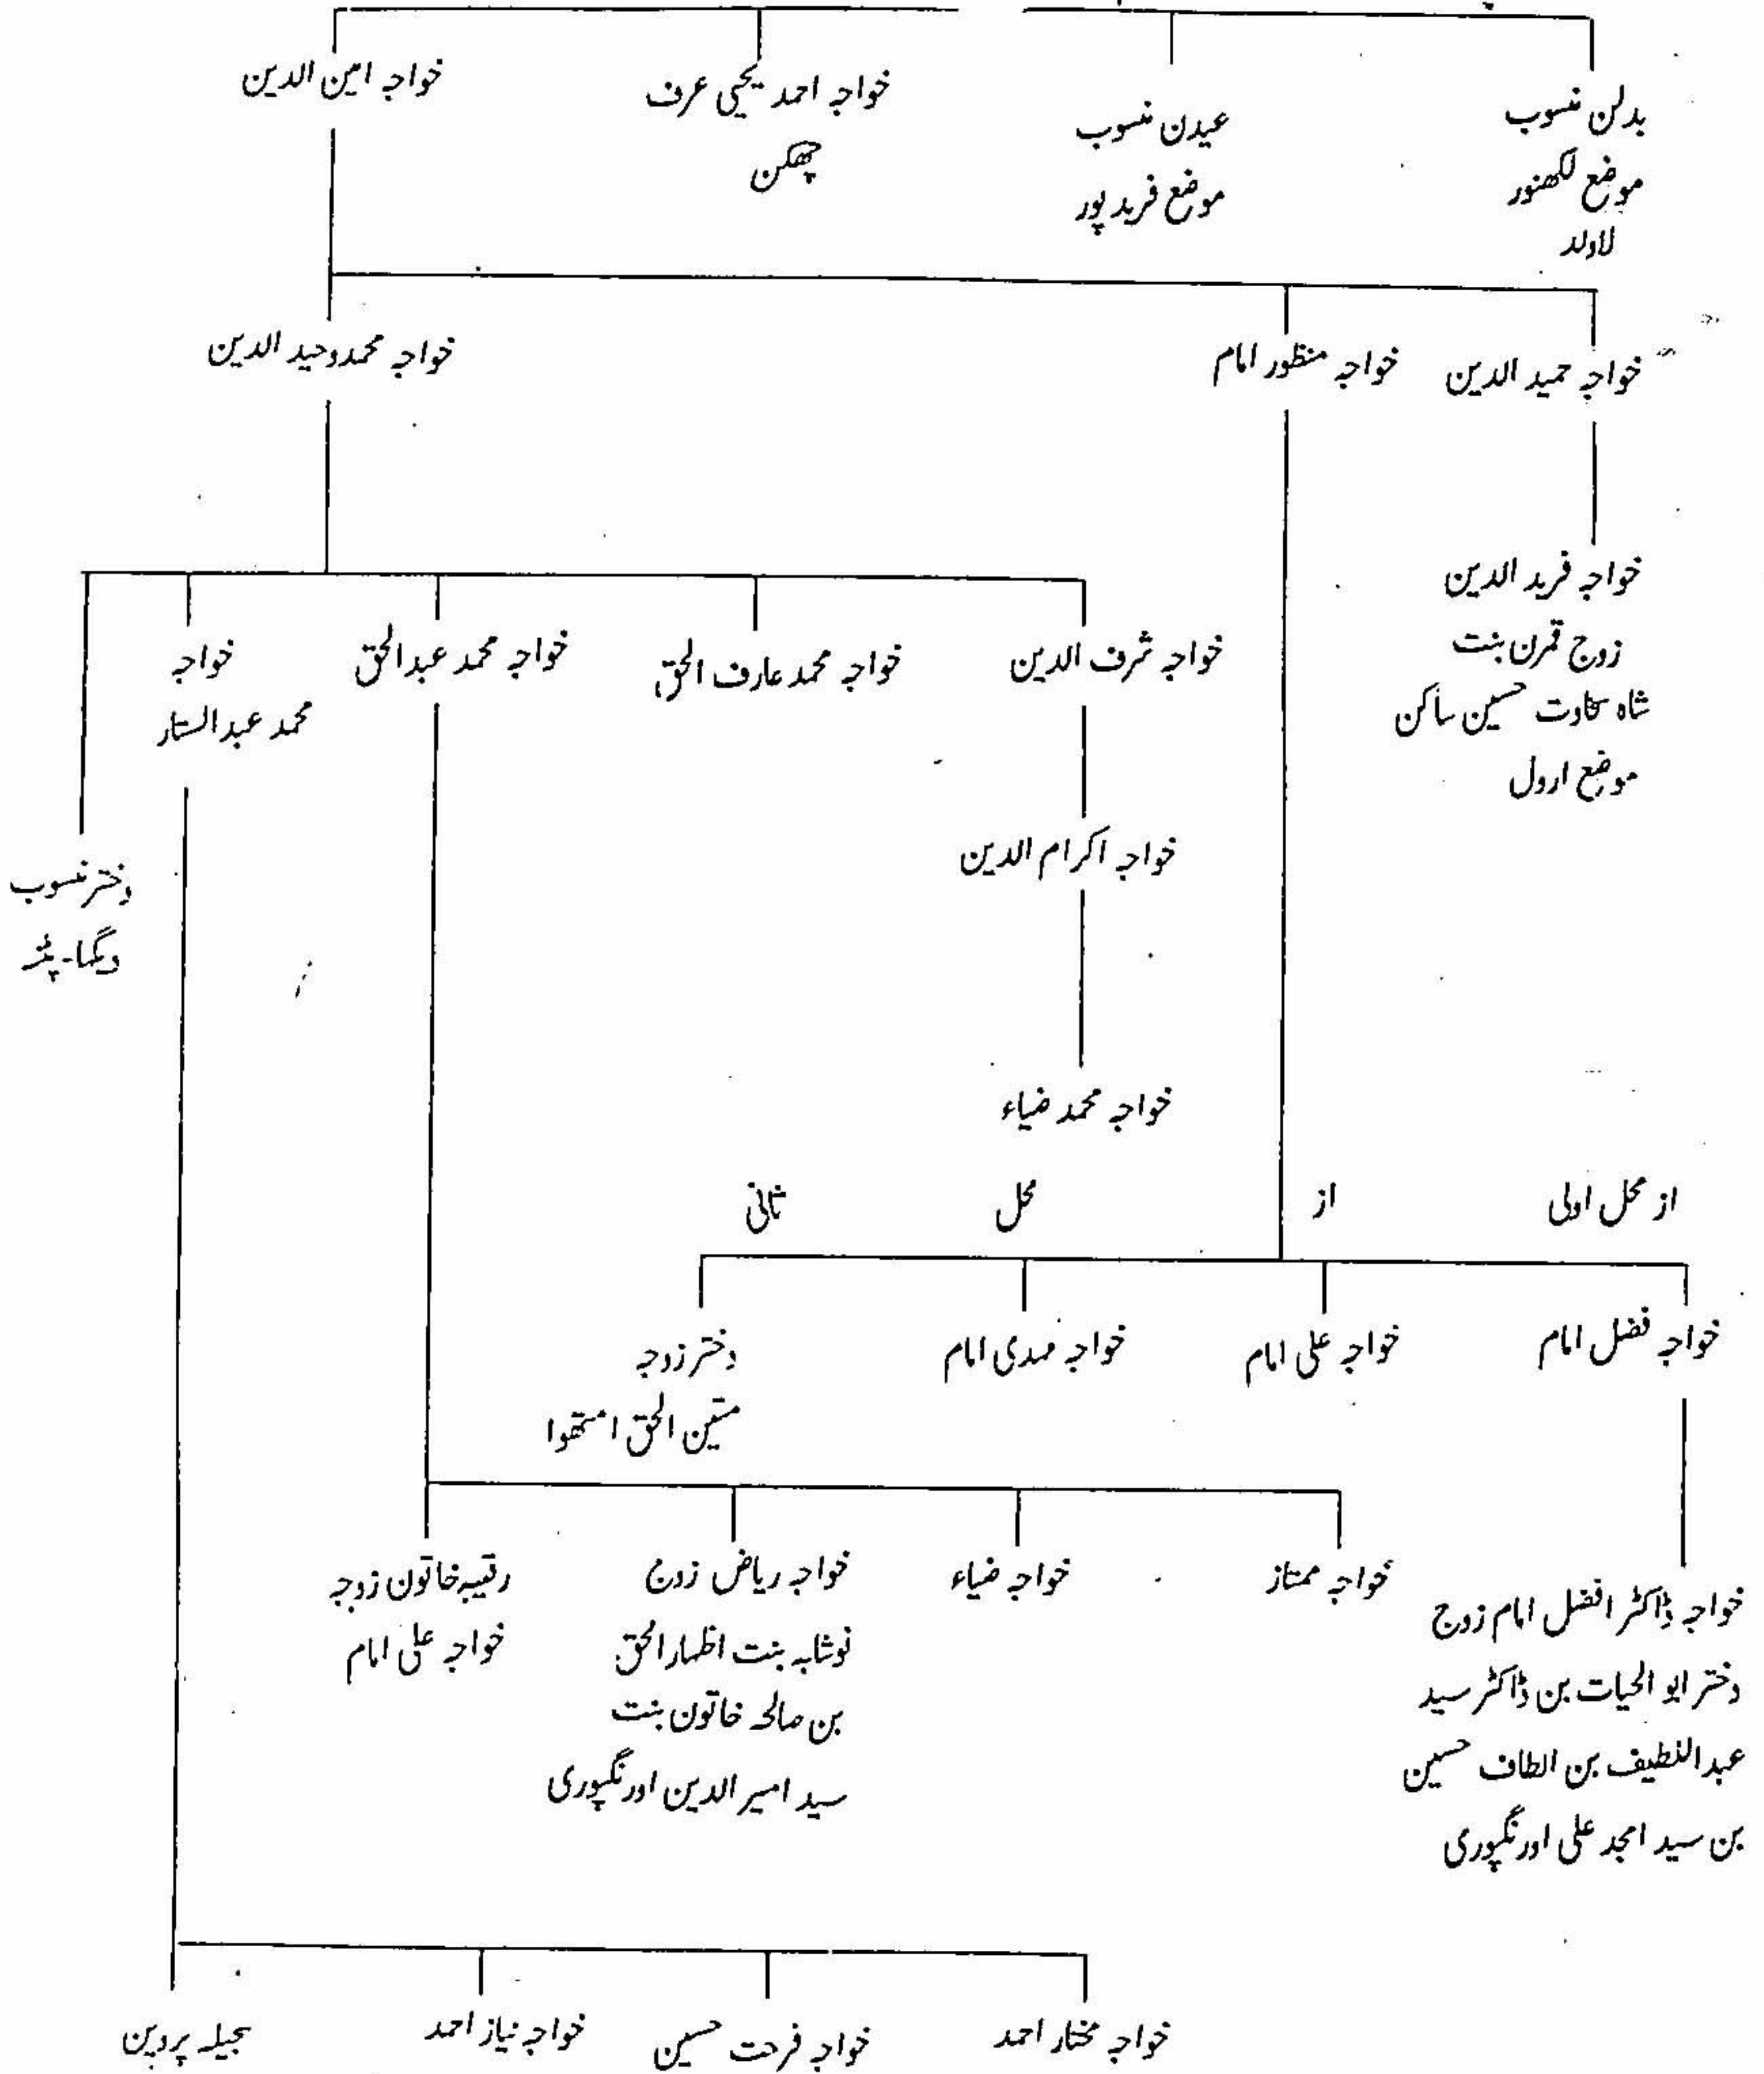 بدلن منسوب
موضع لکھنور
لاولد
عیدن منسوب
موضع فرید پور
خواجہ احمد یحیی عرف
چھکن
خواجہ امین الدین
خواجہ حمید الدین
خواجہ منظور امام
خواجہ محمد وحید الدین
خواجہ فرید الدین
زوج قمرن بنت
شاہ سخاوت حسین ساکن
موضع ارول
خواجہ شرف الدین
خواجہ محمد عارف الحق
خواجہ محمد عبدالحق
خواجہ
محمد عبدالستار
دختر منسوب
ڈیگھا-پٹنہ
خواجہ اکرام الدین
خواجہ محمد ضیاء
از محل اولی
از
محل
ثانی
خواجہ فضل امام
خواجہ علی امام
خواجہ مہدی امام
دختر زوجہ
متین الحق امتھوا
خواجہ ڈاکٹر افضل امام زوج
دختر ابو الحیات بن ڈاکٹر سید
عبداللطیف بن الطاف حسین
بن سید امجد علی اورنگپوری
خواجہ ممتاز
خواجہ ضیاء
خواجہ ریاض زوج
نوشابہ بنت اظہار الحق
بن صالحہ خاتون بنت
سید امیر الدین اورنگپوری
رقیبہ خاتون زوجہ
خواجہ علی امام
خواجہ مختار احمد
خواجہ فرحت حسین
خواجہ نیاز احمد
بجیلہ پروین